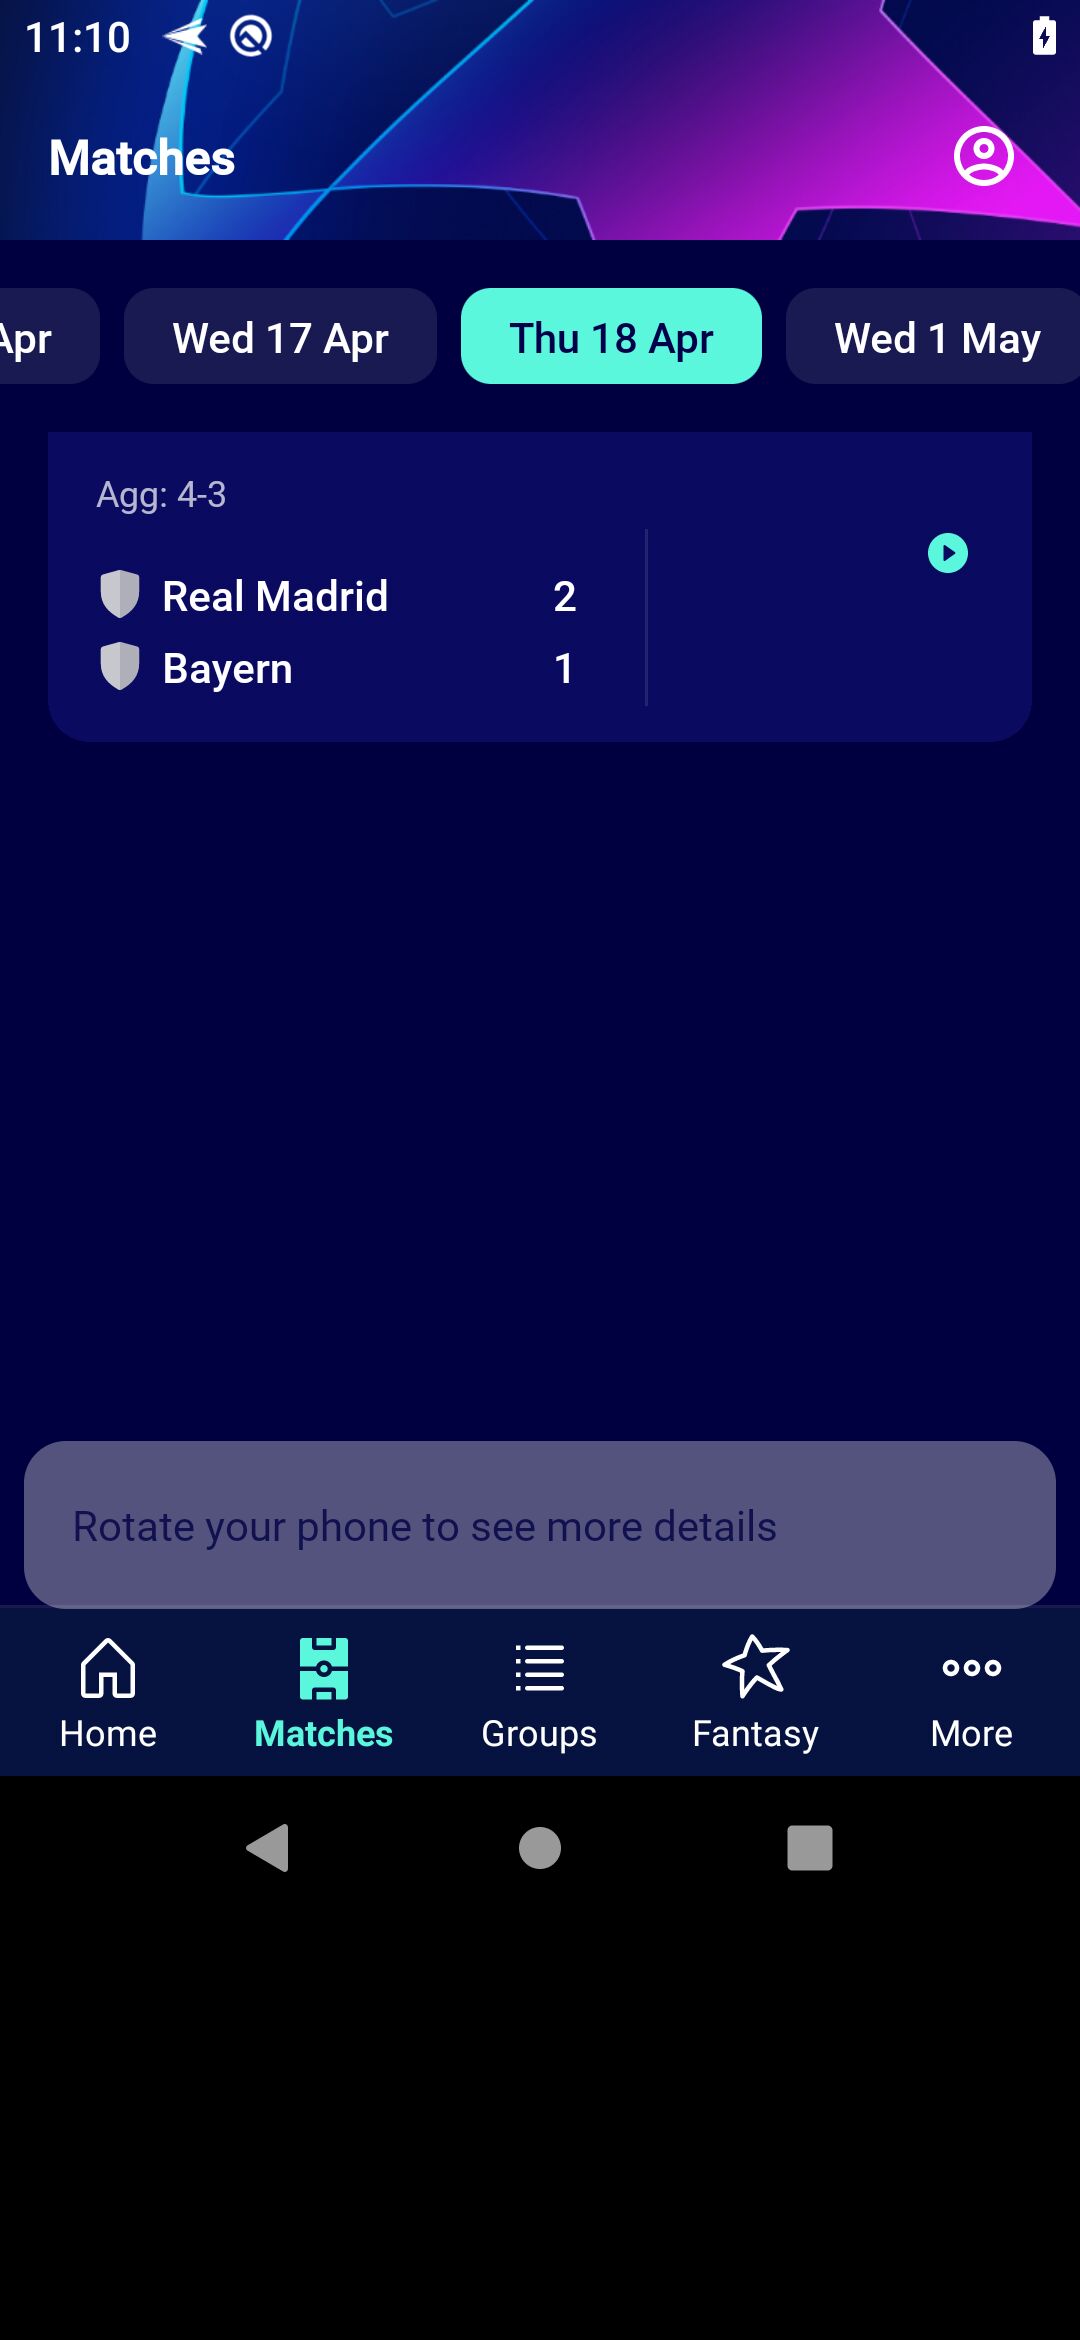 11:10
Matches
Apr
Wed 17 Apr
Thu 18 Apr
Wed 1 May
Agg: 4-3
Real Madrid 2
Bayern 1
Rotate your phone to see more details
Home
Matches
Groups
Fantasy
More